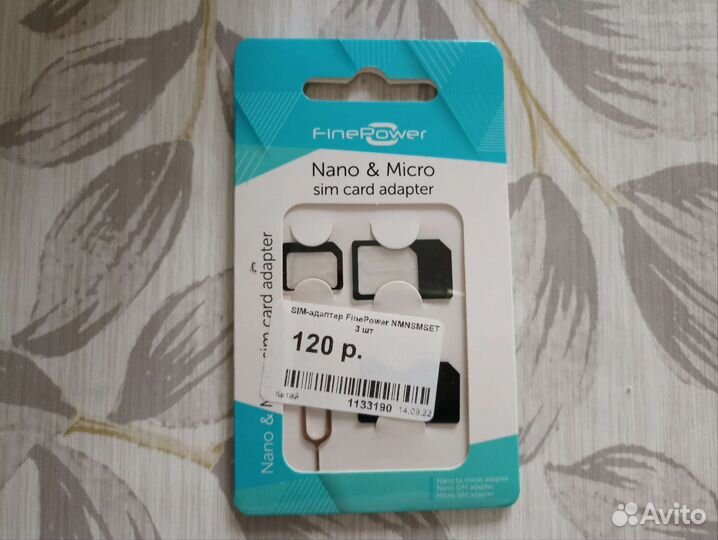 FinePower
Nano & Micro
sim card adapter
sim card adapter
Nano &
SIM-адаптер FinePower NMNSMSET
3 шт
120 р.
Китай
1133190 14.09.22
Nano to micro adapter
Nano SIM adapter
Micro SIM adapter
Avito